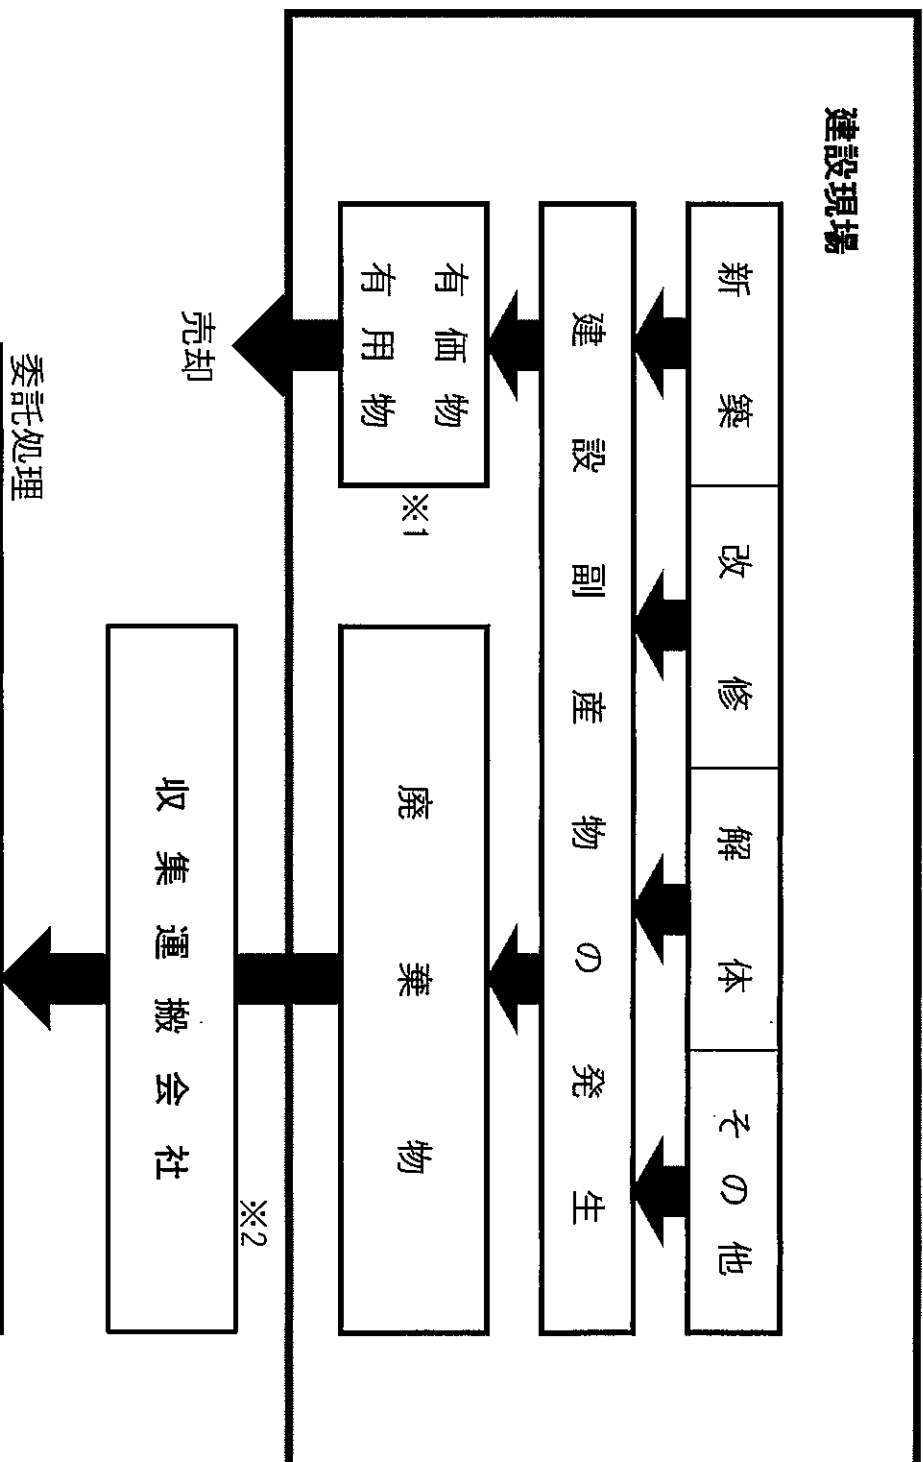 建設現場
新築
改修
解体
その他
建設副産物の発生
有価物
有用物
※1
廃棄物
売却
※2
収集運搬会社
委託処理